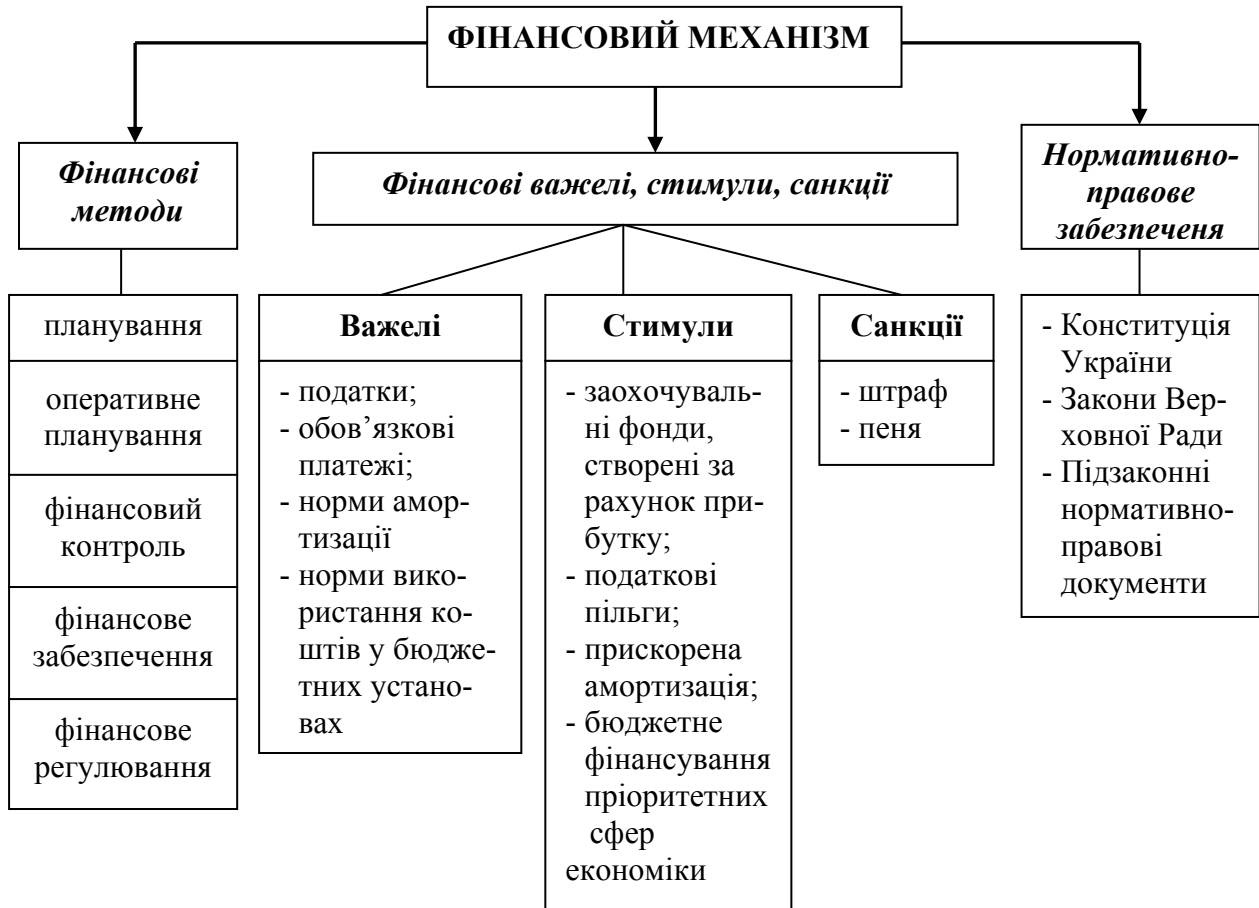 ФІНАНСОВИЙ МЕХАНІЗМ
Фінансові
методи
планування
оперативне
планування
фінансовий
контроль
фінансове
забезпечення
фінансове
регулювання
Фінансові важелі, стимули, санкції
Важелі
- податки;
- обов’язкові
платежі;
- норми амор-
тизації
- норми вико-
ристання ко-
штів у бюдже-
тних устано-
вах
Стимули
- заохочуваль-
ні фонди,
створені за
рахунок при-
бутку;
- податкові
пільги;
- прискорена
амортизація;
- бюджетне
фінансування
пріоритетних
сфер
економіки
Санкції
- штраф
- пеня
Нормативно-
правове
забезпеченя
- Конституція
України
- Закони Вер-
ховної Ради
- Підзаконні
нормативно-
правові
документи